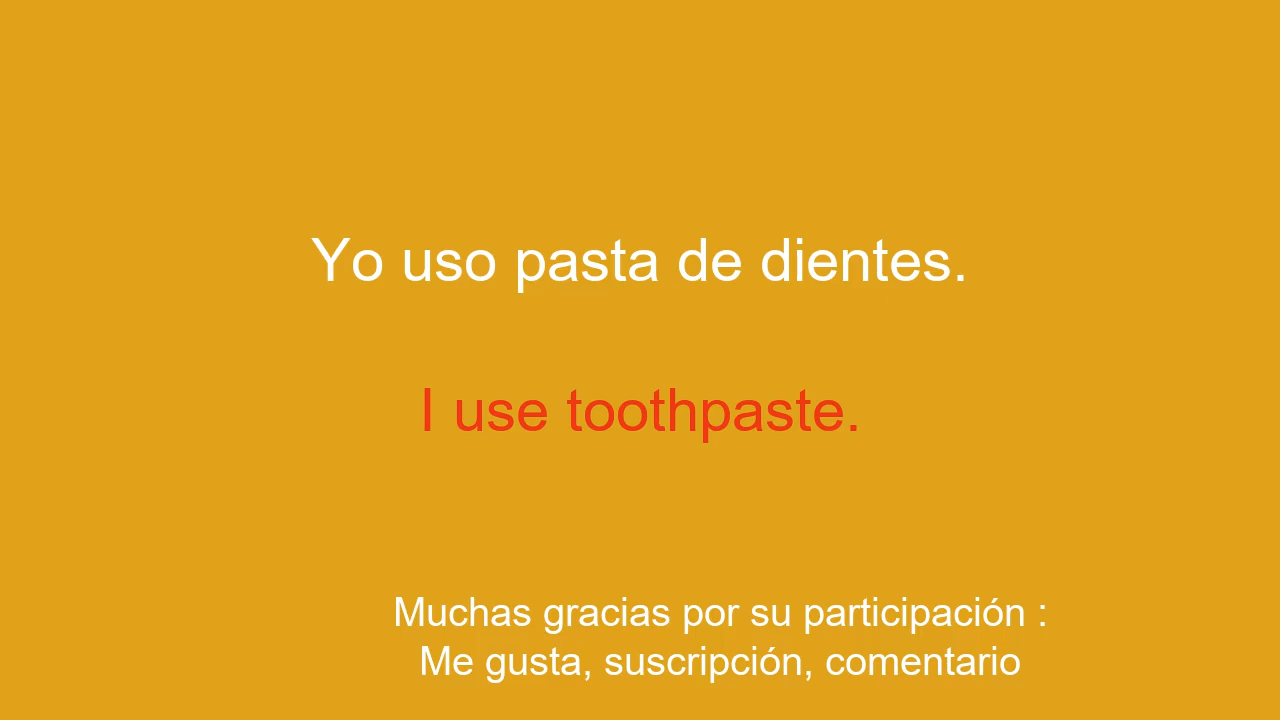 Yo uso pasta de dientes.
I use toothpaste.
Muchas gracias por su participación :
Me gusta, suscripción, comentario